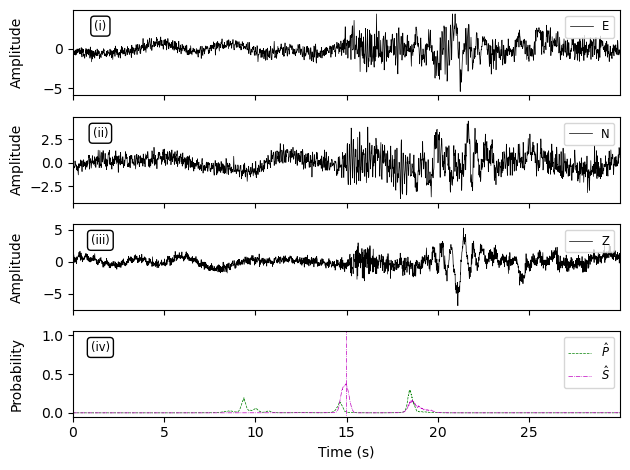 (i)
E
Amplitude
0
−5
(ii)
N
Amplitude
2.5
0.0
−2.5
(iii)
Z
Amplitude
5
0
−5
(iv)
P̂
Ŝ
Probability
1.0
0.5
0.0
0 5 10 15 20 25
Time (s)